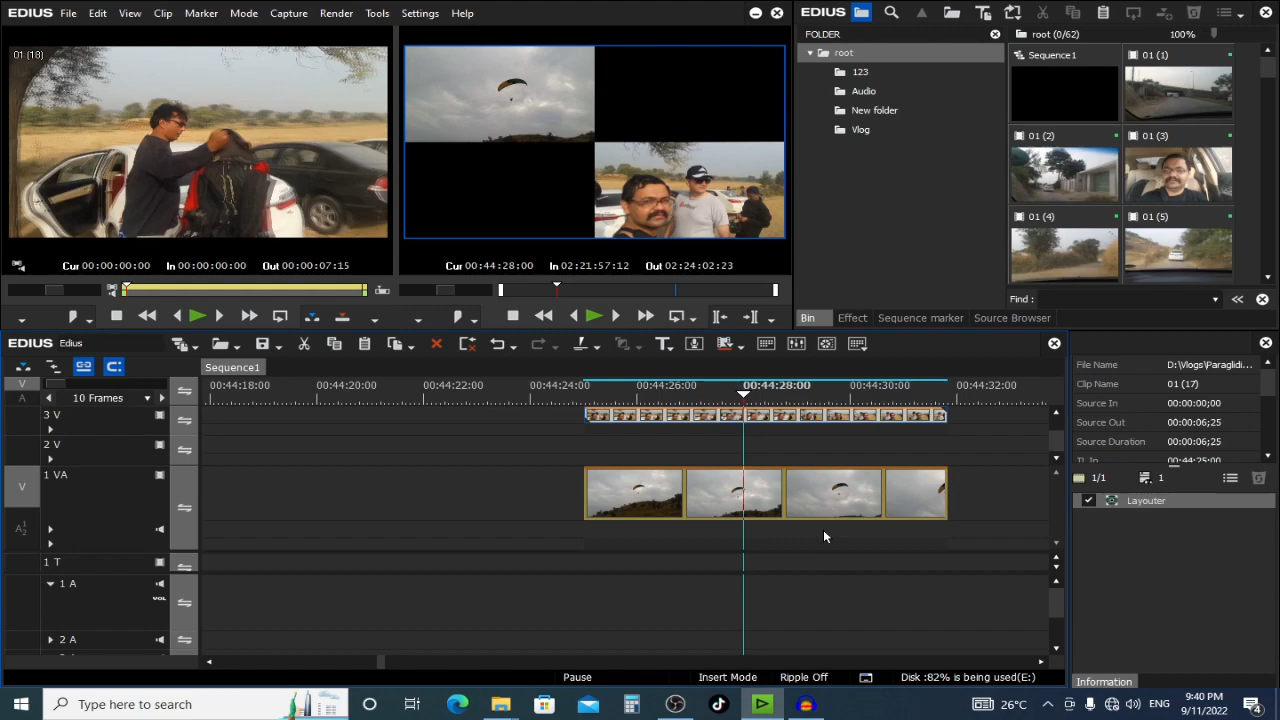 EDIUS File Edit View Clip Marker Mode Capture Render Tools Settings Help
EDIUS
01 (18)
FOLDER
root (0/62) 100%
root
123
Audio
New folder
Vlog
Sequence1
01 (1)
01 (2)
01 (3)
01 (4)
01 (5)
Cur 00:00:00:00 In 00:00:00:00 Out 00:00:07:15
Cur 00:44:28:00 In 02:21:57:12 Out 02:24:02:23
Find :
Bin Effect Sequence marker Source Browser
EDIUS Edius
Sequence1
V
A
10 Frames
00:44:18:00 00:44:20:00 00:44:22:00 00:44:24:00 00:44:26:00 00:44:28:00 00:44:30:00 00:44:32:00
3 V
2 V
1 VA
V
A1
1 T
1 A
VOL
2 A
File Name D:\Vlogs\Paraglidi...
Clip Name 01 (17)
Source In 00:00:00;00
Source Out 00:00:06;25
Source Duration 00:00:06;25
TL In 00:44:25:00
1/1 1
Layouter
Information
Pause Insert Mode Ripple Off Disk :82% is being used(E:)
Type here to search
26°C ENG
9:40 PM
9/11/2022